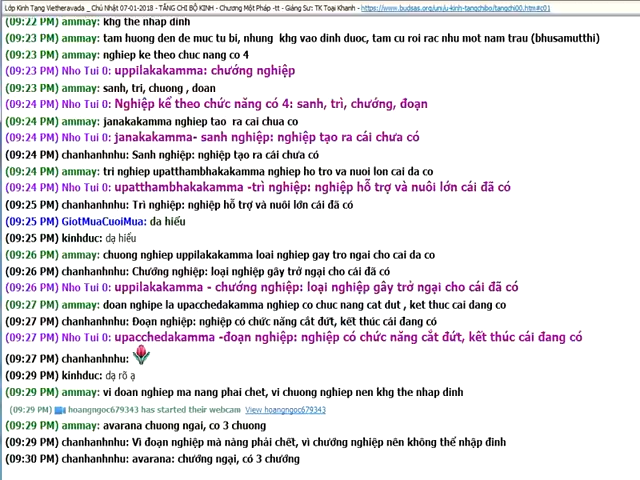 Lớp Kinh Tạng Vietheravada _ Chủ Nhật 07-01-2018 - TĂNG CHI BỘ KINH - Chương Một Pháp -tt - Giảng Sư: TK Toại Khanh - https://www.budsas.org/uni/u-kinh-tangchibo/tangchi00.htm#c01
(09:22 PM) ammay: khg the nhap dinh
(09:23 PM) ammay: tam huong den de muc tu bi, nhung  khg vao dinh duoc, tam cu roi rac nhu mot nam trau (bhusamutthi)
(09:23 PM) ammay: nghiep ke theo chuc nang co 4
(09:23 PM) Nho Tui 0: uppilakakamma: chướng nghiệp
(09:23 PM) ammay: sanh, tri, chuong , doan
(09:24 PM) Nho Tui 0: Nghiệp kể theo chức năng có 4: sanh, trì, chướng, đoạn
(09:24 PM) ammay: janakakamma nghiep tao  ra cai chua co
(09:24 PM) Nho Tui 0: janakakamma- sanh nghiệp: nghiệp tạo ra cái chưa có
(09:24 PM) chanhanhnhu: Sanh nghiệp: nghiệp tạo ra cái chưa có
(09:24 PM) ammay: tri nghiep upatthambhakakamma nghiep ho tro va nuoi lon cai da co
(09:24 PM) Nho Tui 0: upatthambhakakamma -trì nghiệp: nghiệp hỗ trợ và nuôi lớn cái đã có
(09:25 PM) chanhanhnhu: Trì nghiệp: nghiệp hỗ trợ và nuôi lớn cái đã có
(09:25 PM) GiotMuaCuoiMua: da hiểu
(09:25 PM) kinhduc: dạ hiểu
(09:26 PM) ammay: chuong nghiep uppilakakamma loai nghiep gay tro ngai cho cai da co
(09:26 PM) chanhanhnhu: Chướng nghiệp: loại nghiệp gây trở ngại cho cái đã có
(09:26 PM) Nho Tui 0: uppilakakamma - chướng nghiệp: loại nghiệp gây trờ ngại cho cái đã có
(09:27 PM) ammay: doan nghipe la upacchedakamma nghiep co chuc nang cat dut , ket thuc cai dang co
(09:27 PM) chanhanhnhu: Đoạn nghiệp: nghiệp có chức năng cắt đứt, kết thúc cái đang có
(09:27 PM) Nho Tui 0: upacchedakamma -đoạn nghiệp: nghiệp có chức năng cắt đứt, kết thúc cái đang có
(09:27 PM) chanhanhnhu:
(09:29 PM) kinhduc: dạ rõ ạ
(09:29 PM) ammay: vi doan nghiep ma nang phai chet, vi chuong nghiep nen khg the nhap dinh
(09:29 PM) hoangngoc679343 has started their webcam  View hoangngoc679343
(09:29 PM) ammay: avarana chuong ngai, co 3 chuong
(09:29 PM) chanhanhnhu: Vì đoạn nghiệp mà nàng phải chết, vì chướng nghiệp nên không thể nhập định
(09:30 PM) chanhanhnhu: avarana: chướng ngại, có 3 chướng